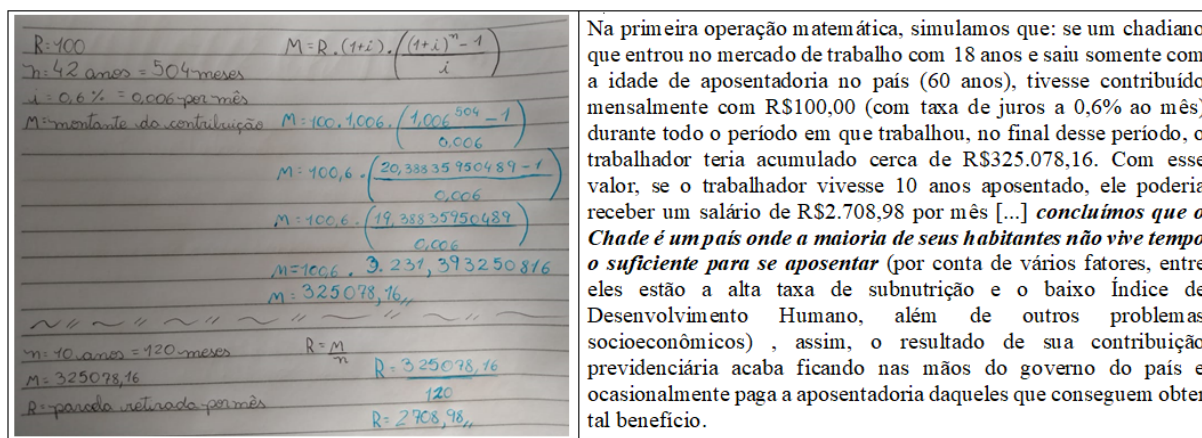 R=100
n=42 anos = 504 meses
i=0,6% = 0,006 por mês
M=montante da contribuição
M=R.(1+i).((1+i)^n - 1 / i)
M=100.1,006.(1,006^504 - 1 / 0,006)
M=100,6.(20,38835950489 - 1 / 0,006)
M=100,6.(19,38835950489 / 0,006)
M=100,6. 3.231,393250816
M=325078,16,,
n=10 anos = 120 meses
M=325078,16
R=parcela retirada por mês
R=M/n
R=325078,16 / 120
R=2708,98,,
Na primeira operação matemática, simulamos que: se um chadiano
que entrou no mercado de trabalho com 18 anos e saiu somente com
a idade de aposentadoria no país (60 anos), tivesse contribuído
mensalmente com R$100,00 (com taxa de juros a 0,6% ao mês)
durante todo o período em que trabalhou, no final desse período, o
trabalhador teria acumulado cerca de R$325.078,16. Com esse
valor, se o trabalhador vivesse 10 anos aposentado, ele poderia
receber um salário de R$2.708,98 por mês [...] concluímos que o
Chade é um país onde a maioria de seus habitantes não vive tempo
o suficiente para se aposentar (por conta de vários fatores, entre
eles estão a alta taxa de subnutrição e o baixo Índice de
Desenvolvimento Humano, além de outros problemas
socioeconômicos) , assim, o resultado de sua contribuição
previdenciária acaba ficando nas mãos do governo do país e
ocasionalmente paga a aposentadoria daqueles que conseguem obter
tal benefício.